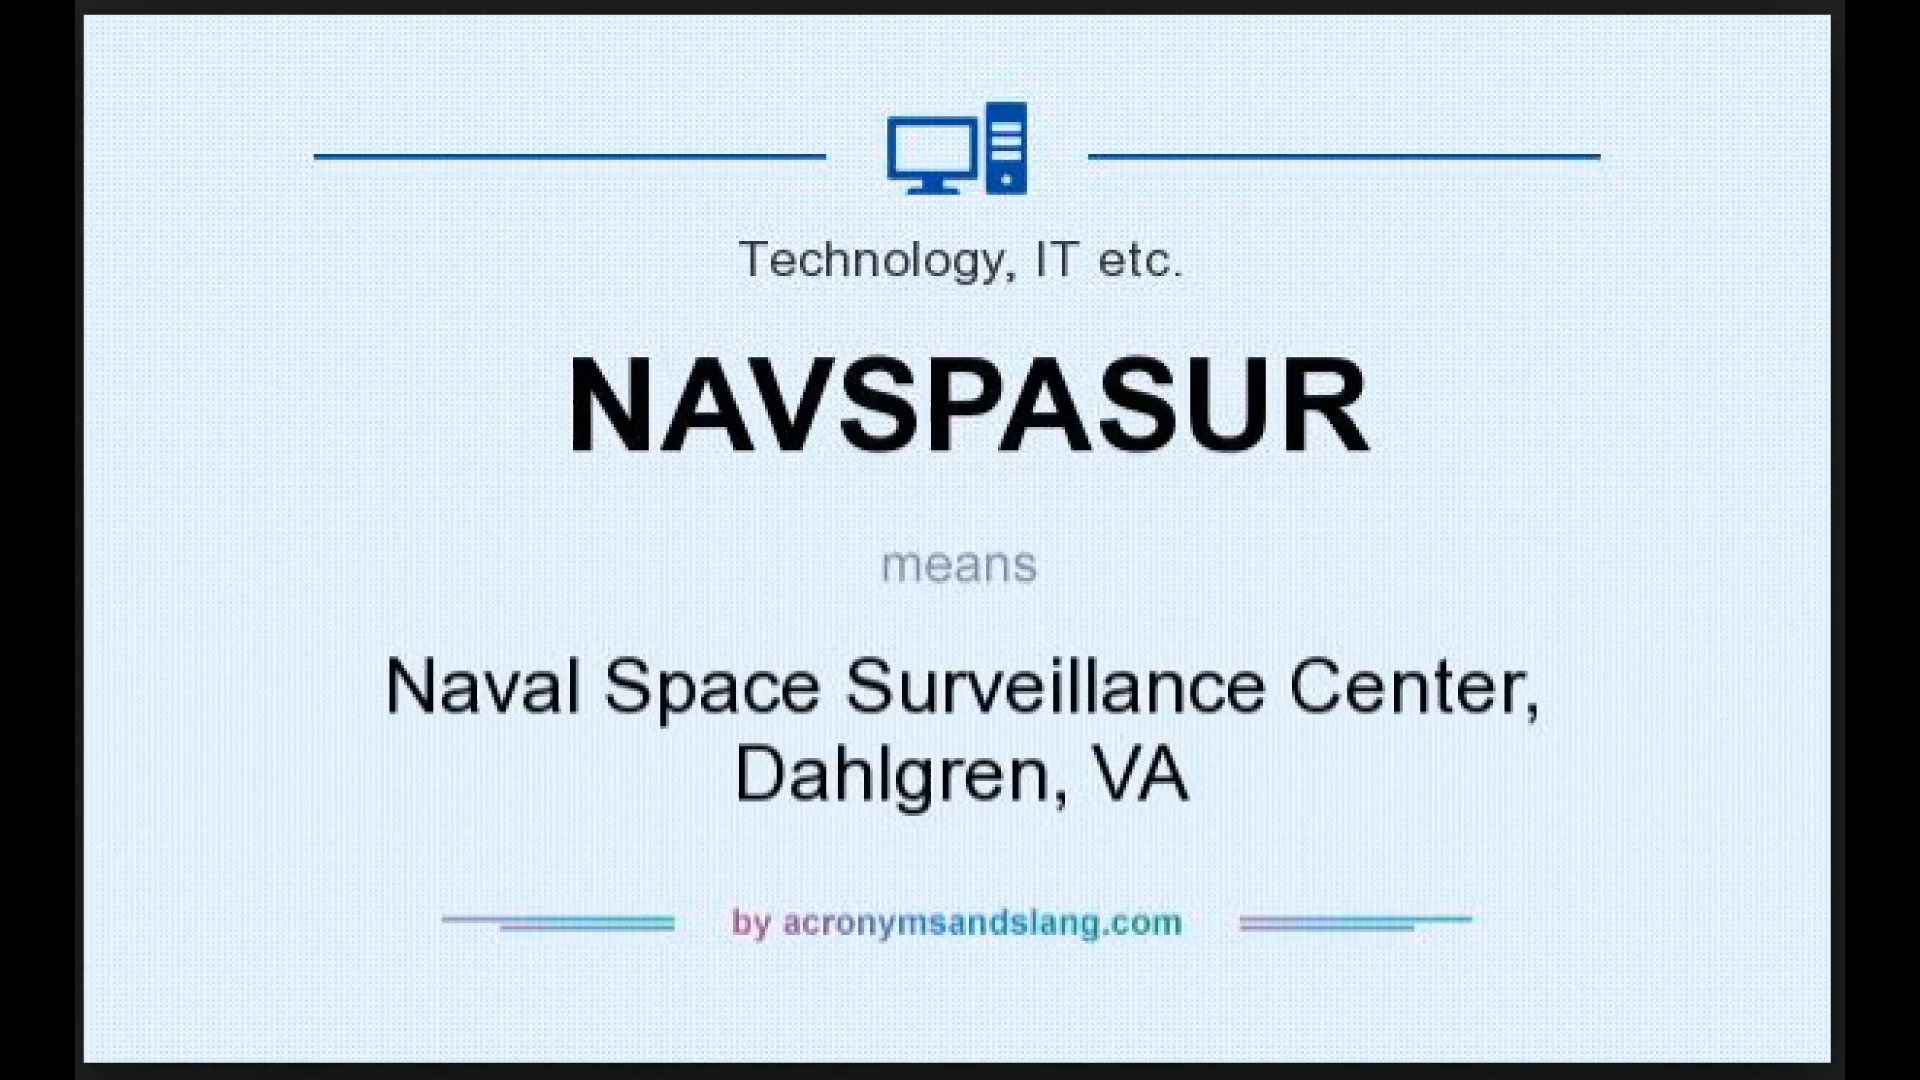 Technology, IT etc.
NAVSPASUR
means
Naval Space Surveillance Center,
Dahlgren, VA
by acronymsandslang.com